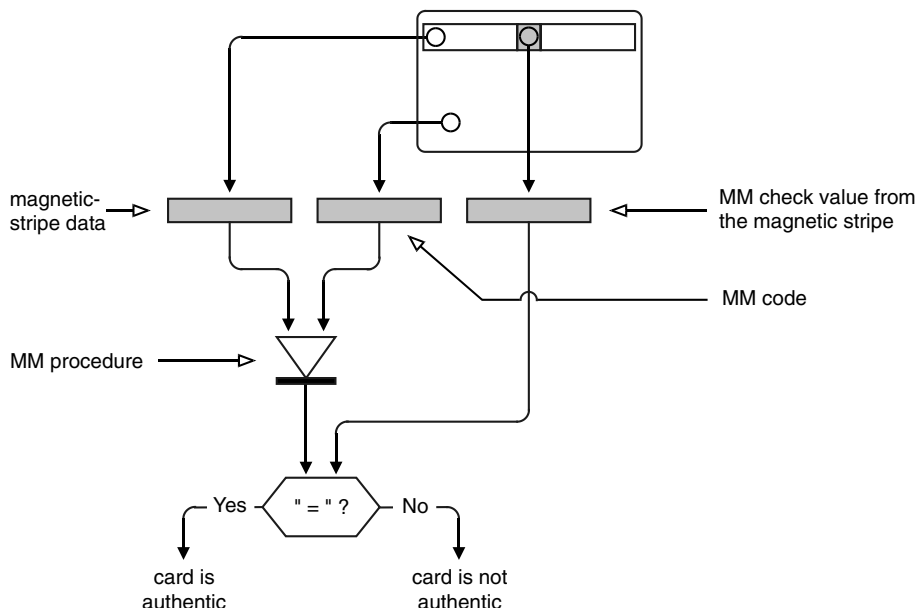 magnetic-
stripe data
MM check value from
the magnetic stripe
MM code
MM procedure
Yes
" = " ?
No
card is
authentic
card is not
authentic